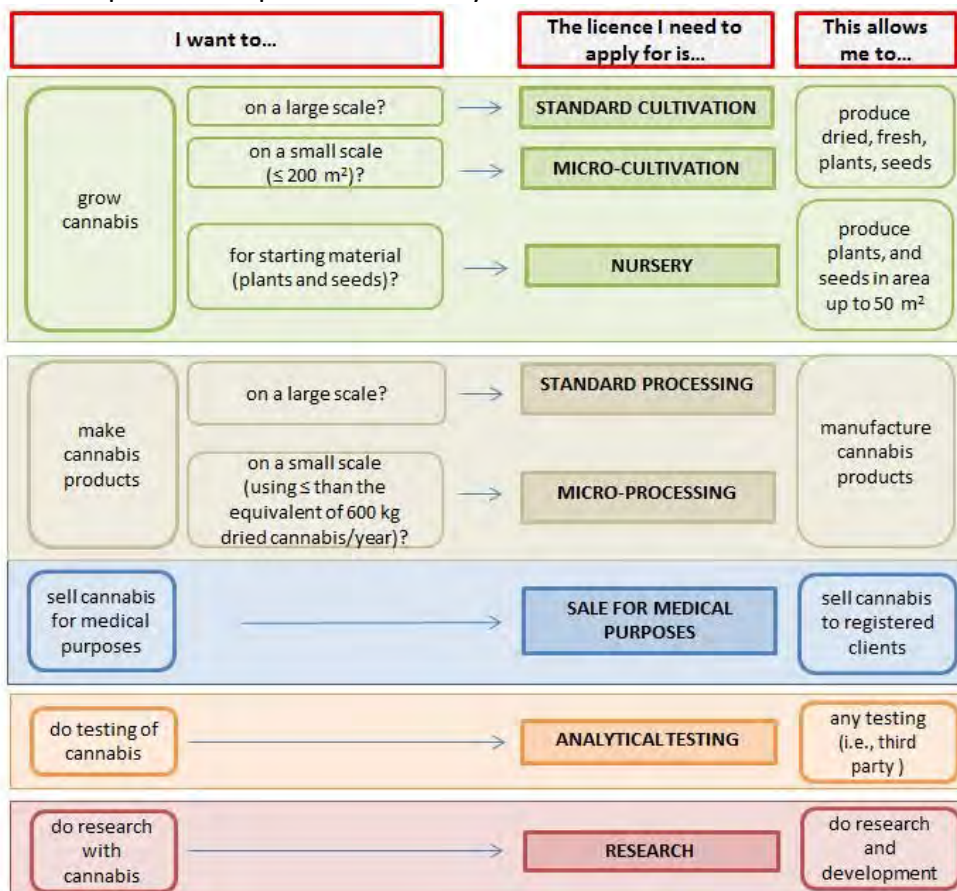 I want to…
The licence I need to
apply for is…
This allows
me to…
grow
cannabis
on a large scale?
STANDARD CULTIVATION
on a small scale
(≤ 200 m²)?
MICRO-CULTIVATION
produce
dried, fresh,
plants, seeds
for starting material
(plants and seeds)?
NURSERY
produce
plants, and
seeds in area
up to 50 m²
make
cannabis
products
on a large scale?
STANDARD PROCESSING
on a small scale
(using ≤ than the
equivalent of 600 kg
dried cannabis/year)?
MICRO-PROCESSING
manufacture
cannabis
products
sell cannabis
for medical
purposes
SALE FOR MEDICAL
PURPOSES
sell cannabis
to registered
clients
do testing of
cannabis
ANALYTICAL TESTING
any testing
(i.e., third
party )
do research
with
cannabis
RESEARCH
do research
and
development